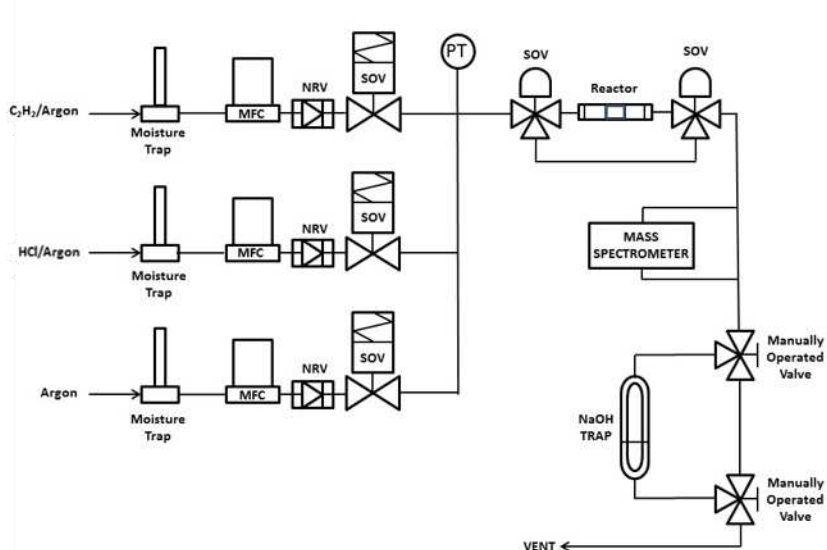 PT
SOV
SOV
Reactor
C₂H₂/Argon
Moisture
Trap
MFC
NRV
SOV
HCl/Argon
Moisture
Trap
MFC
NRV
SOV
MASS
SPECTROMETER
Argon
Moisture
Trap
MFC
NRV
SOV
Manually
Operated
Valve
NaOH
TRAP
Manually
Operated
Valve
VENT